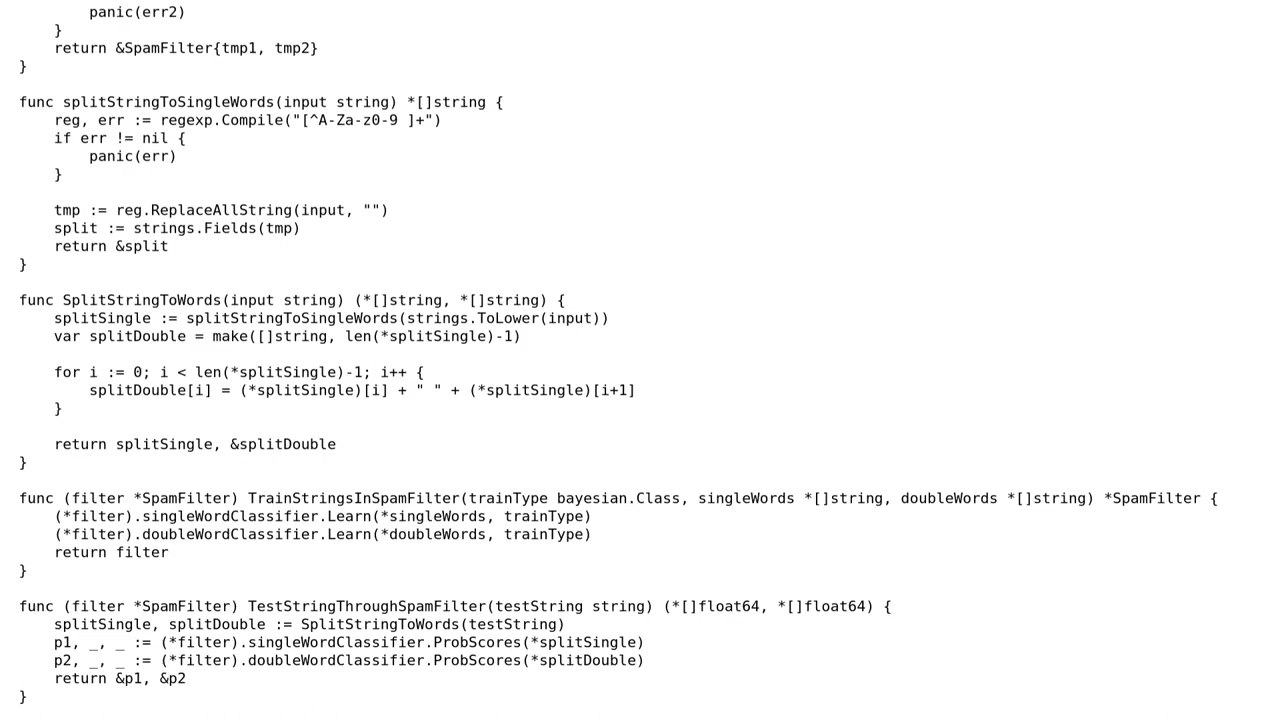 panic(err2)
    }
    return &SpamFilter{tmp1, tmp2}
}

func splitStringToSingleWords(input string) *[]string {
    reg, err := regexp.Compile("[^A-Za-z0-9 ]+")
    if err != nil {
        panic(err)
    }

    tmp := reg.ReplaceAllString(input, "")
    split := strings.Fields(tmp)
    return &split
}

func SplitStringToWords(input string) (*[]string, *[]string) {
    splitSingle := splitStringToSingleWords(strings.ToLower(input))
    var splitDouble = make([]string, len(*splitSingle)-1)

    for i := 0; i < len(*splitSingle)-1; i++ {
        splitDouble[i] = (*splitSingle)[i] + " " + (*splitSingle)[i+1]
    }

    return splitSingle, &splitDouble
}

func (filter *SpamFilter) TrainStringsInSpamFilter(trainType bayesian.Class, singleWords *[]string, doubleWords *[]string) *SpamFilter {
    (*filter).singleWordClassifier.Learn(*singleWords, trainType)
    (*filter).doubleWordClassifier.Learn(*doubleWords, trainType)
    return filter
}

func (filter *SpamFilter) TestStringThroughSpamFilter(testString string) (*[]float64, *[]float64) {
    splitSingle, splitDouble := SplitStringToWords(testString)
    p1, _, _ := (*filter).singleWordClassifier.ProbScores(*splitSingle)
    p2, _, _ := (*filter).doubleWordClassifier.ProbScores(*splitDouble)
    return &p1, &p2
}